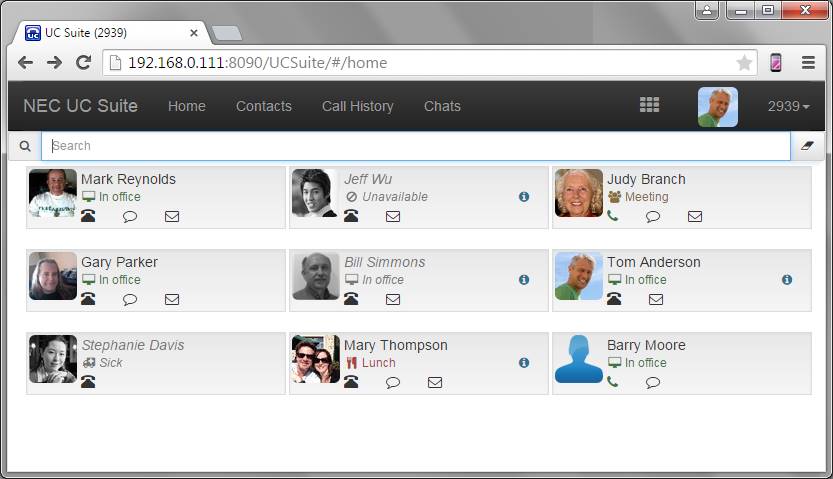 UC Suite (2939)
192.168.0.111:8090/UCSuite/#/home
NEC UC Suite Home Contacts Call History Chats 2939
Search
Mark Reynolds Jeff Wu Judy Branch
In office Unavailable Meeting
Gary Parker Bill Simmons Tom Anderson
In office In office In office
Stephanie Davis Mary Thompson Barry Moore
Sick Lunch In office